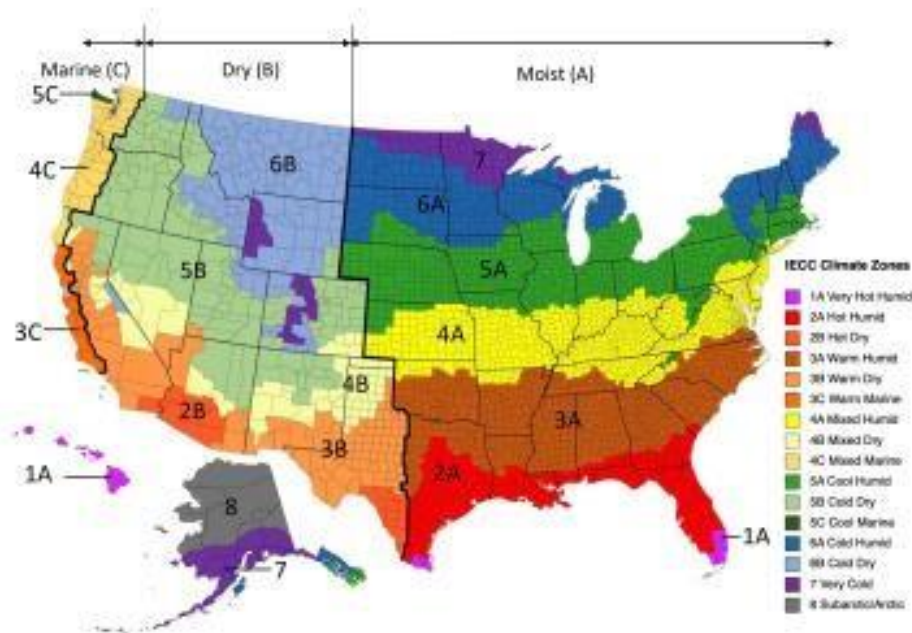 Marine (C)
Dry (B)
Moist (A)
5C
4C
6B
7
6A
5B
5A
3C
4A
4B
2B
3A
3B
2A
1A
8
1A
7
IECC Climate Zones
1A Very Hot Humid
2A Hot Humid
2B Hot Dry
3A Warm Humid
3B Warm Dry
3C Warm Marine
4A Mixed Humid
4B Mixed Dry
4C Mixed Marine
5A Cool Humid
5B Cold Dry
5C Cool Marine
6A Cold Humid
6B Cold Dry
7 Very Cold
8 Subarctic/Arctic